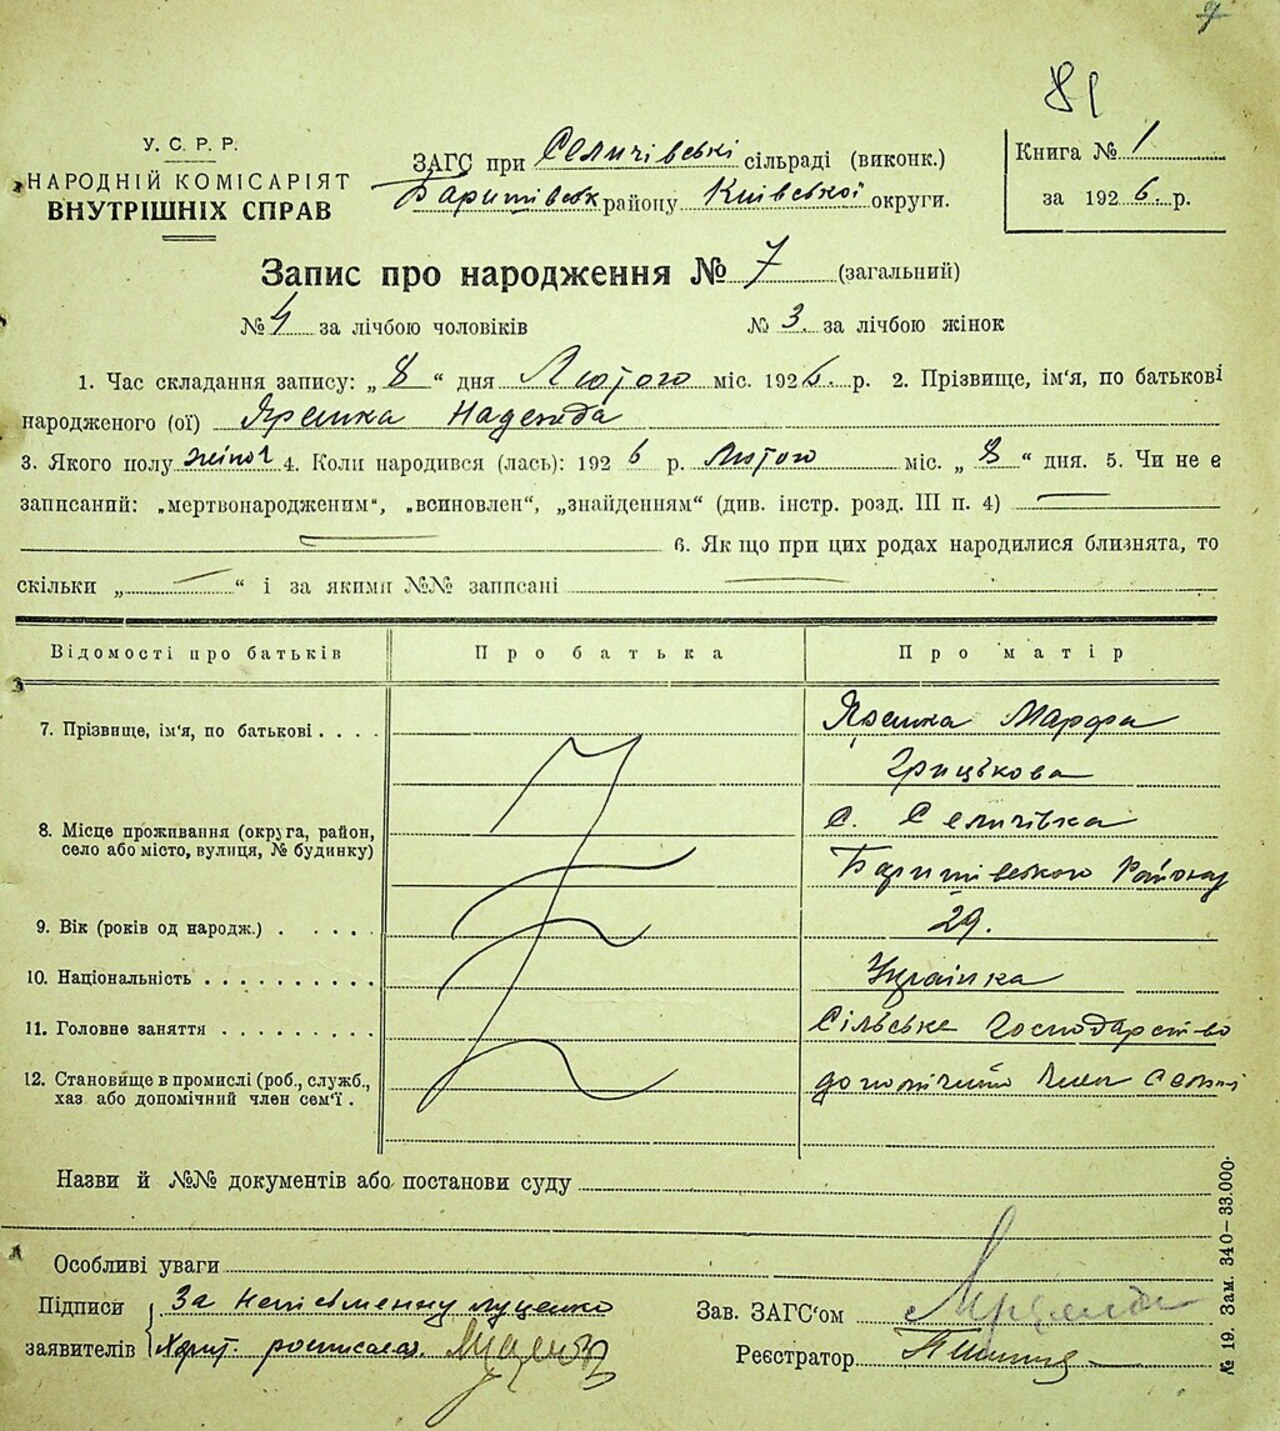 81
У. С. Р. Р.
НАРОДНІЙ КОМІСАРІЯТ
ВНУТРІШНІХ СПРАВ
ЗАГС при Селичівські сільраді (виконк.)
Баришівськ району Київської округи.
Книга № 1
за 1926. р.
Запис про народження № 7 (загальний)
№ 4 за лічбою чоловіків № 3. за лічбою жінок
1. Час складання запису: „ 8 “ дня Лютого міс. 1926. р. 2. Прізвище, ім'я, по батькові
народженого (ої) Яремка Надежда
3. Якого полу жіноч 4. Коли народився (лась): 1926 р. Лютого міс. „ 8 “ дня. 5. Чи не є
записаний: „мертвонародженим“, „всиновлен“, „знайденням“ (див. інстр. розд. III п. 4)
6. Як що при цих родах народилися близнята, то
скільки „ “ і за якими №№ записані
Відомості про батьків Про батька Про матір
7. Прізвище, ім'я, по батькові . . . . Яремка Марфа
Грицькова
8. Місце проживання (округа, район, село або місто, вулиця, № будинку) с. Селичівка
Баришівського Району
9. Вік (років од народж.) . . . . . 29.
10. Національність . . . . . . . . . . Українка
11. Головне заняття . . . . . . . . . Сільське Господарство
12. Становище в промислі (роб., служб., хаз або допомічний член сем'ї . допомічний член семьї
Назви й №№ документів або постанови суду
Особливі уваги
Підписи За неписьменну Луценко
заявителів Харит. росписався
Зав. ЗАГС'ом
Реєстратор
№ 19. Зам. 340—33.000.